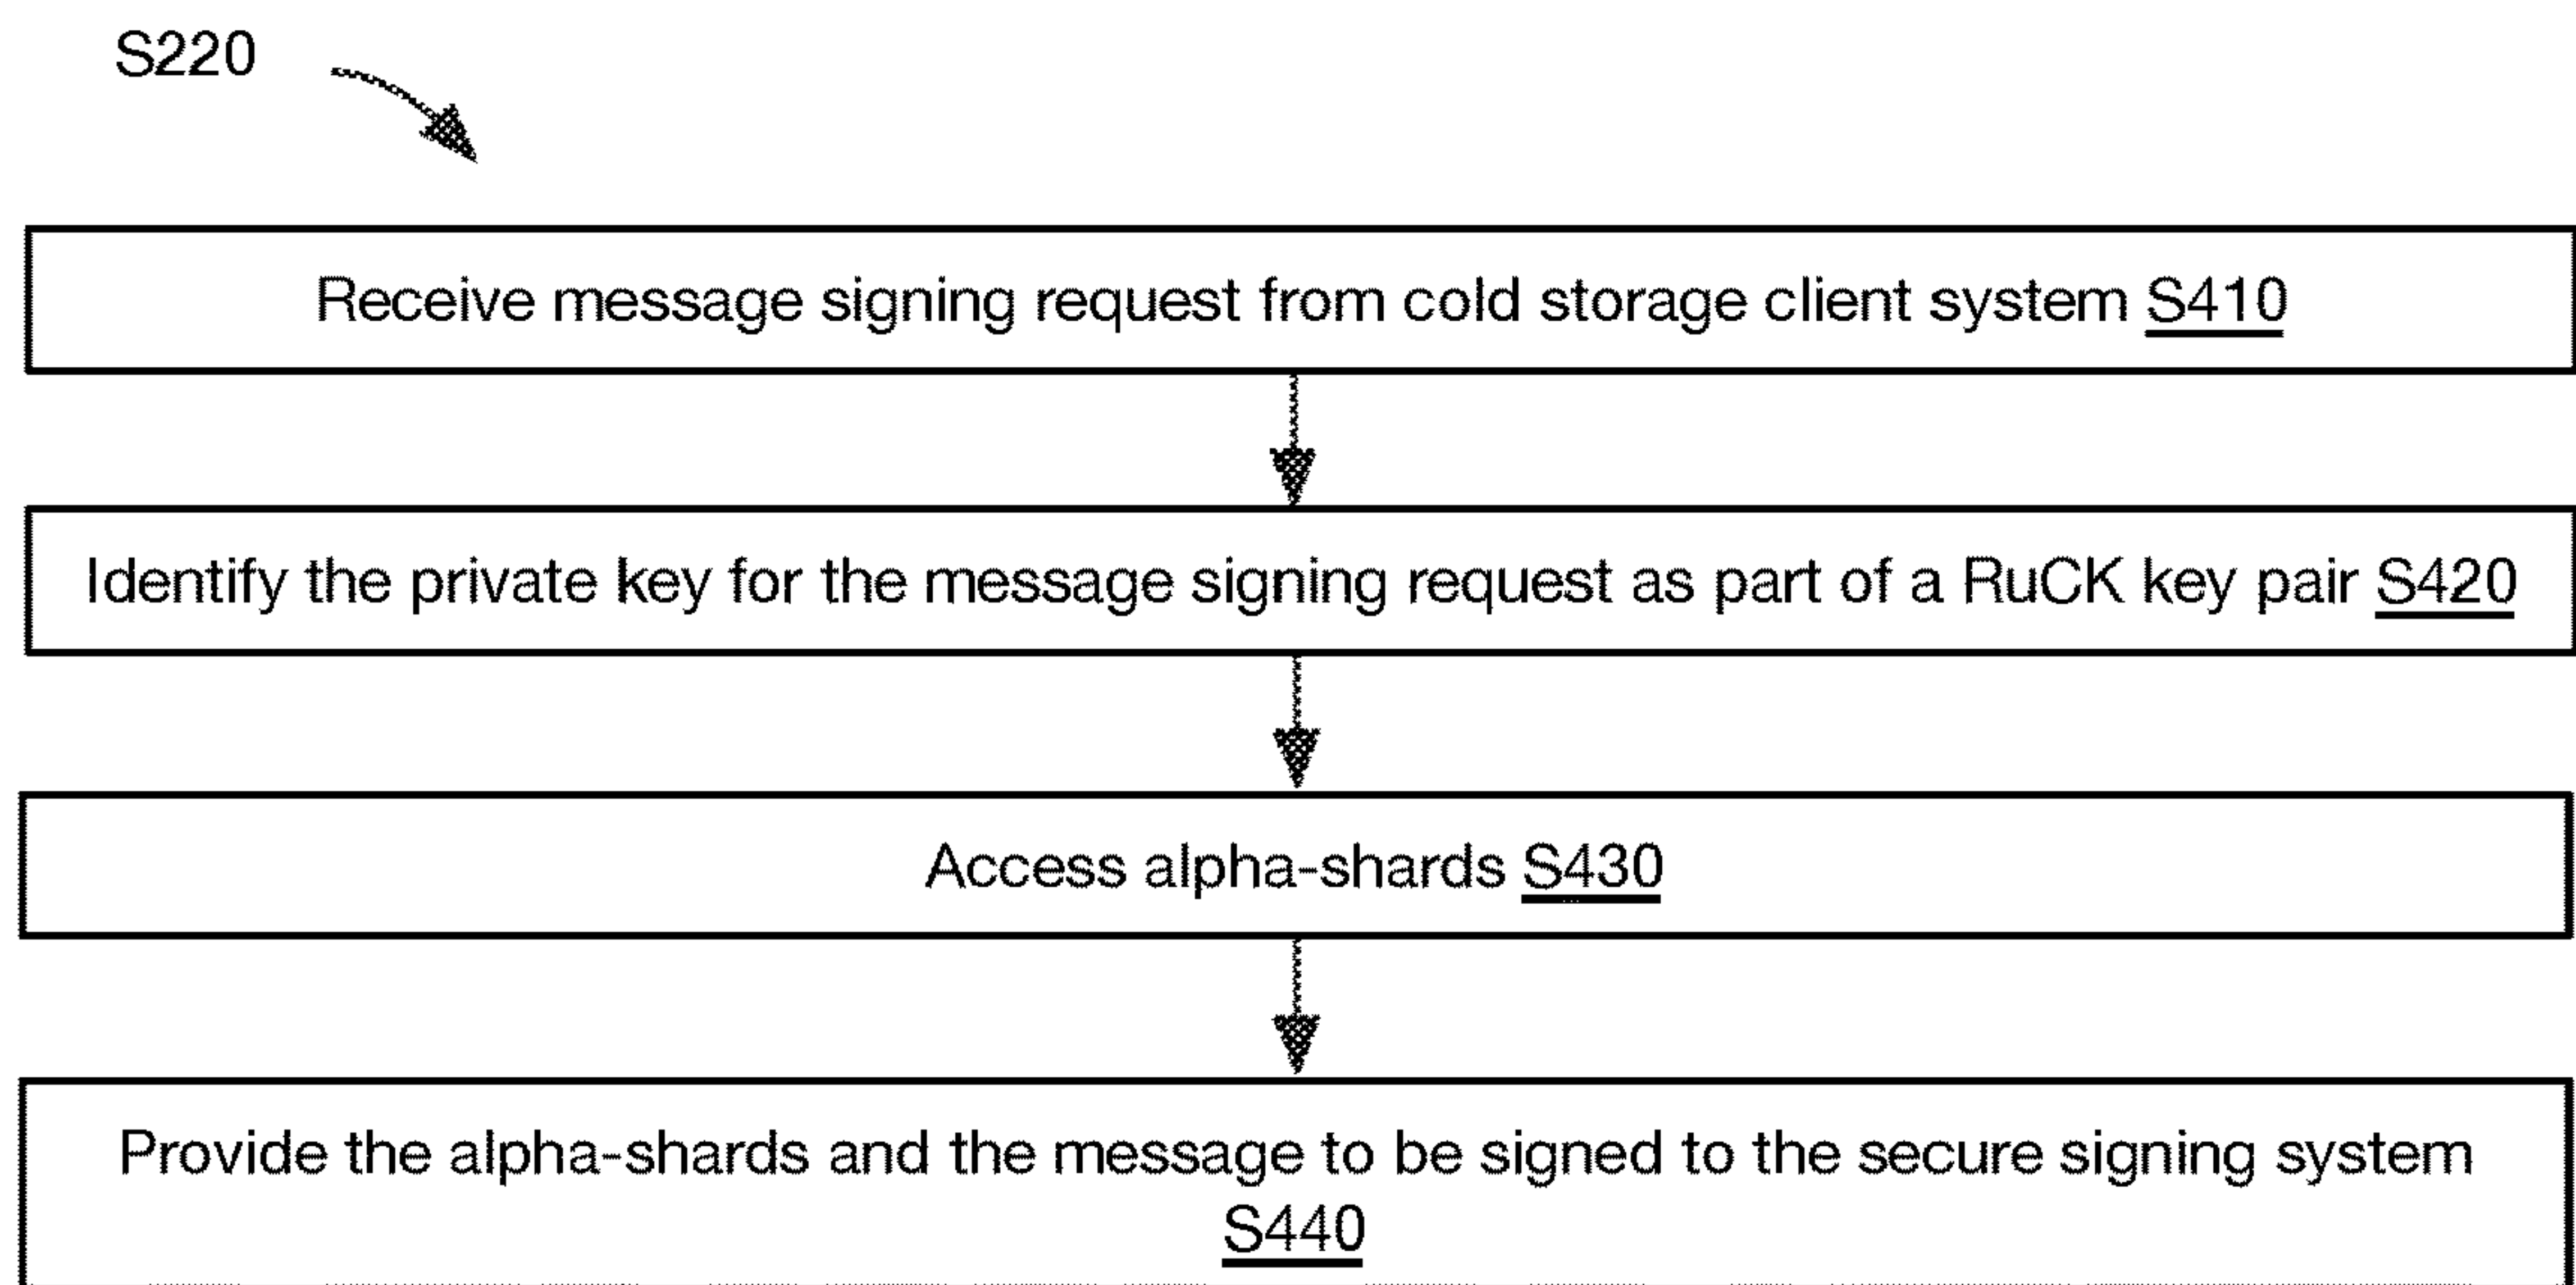 S220
Receive message signing request from cold storage client system S410
Identify the private key for the message signing request as part of a RuCK key pair S420
Access alpha-shards S430
Provide the alpha-shards and the message to be signed to the secure signing system
S440